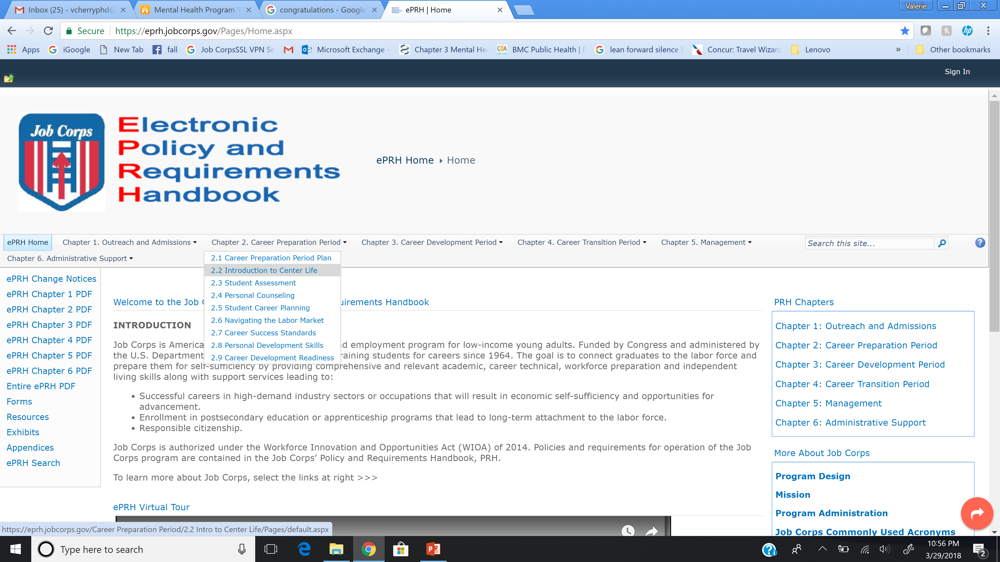 Inbox (25) - vcherryphd@
Mental Health Program T
congratulations - Google
ePRH | Home
Valerie
Secure
https://eprh.jobcorps.gov/Pages/Home.aspx
Apps
iGoogle
New Tab
fall
Job CorpsSSL VPN Se
Microsoft Exchange -
Chapter 3 Mental Hea
BMC Public Health | F
lean forward silence li
Concur: Travel Wizard
Lenovo
»
Other bookmarks
Sign In
Job Corps
Electronic
Policy and
Requirements
Handbook
ePRH Home Home
ePRH Home
Chapter 1. Outreach and Admissions
Chapter 2. Career Preparation Period
Chapter 3. Career Development Period
Chapter 4. Career Transition Period
Chapter 5. Management
Search this site...
Chapter 6. Administrative Support
2.1 Career Preparation Period Plan
2.2 Introduction to Center Life
2.3 Student Assessment
2.4 Personal Counseling
2.5 Student Career Planning
2.6 Navigating the Labor Market
2.7 Career Success Standards
2.8 Personal Development Skills
2.9 Career Development Readiness
ePRH Change Notices
ePRH Chapter 1 PDF
ePRH Chapter 2 PDF
ePRH Chapter 3 PDF
ePRH Chapter 4 PDF
ePRH Chapter 5 PDF
ePRH Chapter 6 PDF
Entire ePRH PDF
Forms
Resources
Exhibits
Appendices
ePRH Search
Welcome to the Job uirements Handbook
INTRODUCTION
Job Corps is America d employment program for low-income young adults. Funded by Congress and administered by
the U.S. Department raining students for careers since 1964. The goal is to connect graduates to the labor force and
prepare them for self-sufficiency by providing comprehensive and relevant academic, career technical, workforce preparation and independent
living skills along with support services leading to:
• Successful careers in high-demand industry sectors or occupations that will result in economic self-sufficiency and opportunities for
advancement.
• Enrollment in postsecondary education or apprenticeship programs that lead to long-term attachment to the labor force.
• Responsible citizenship.
Job Corps is authorized under the Workforce Innovation and Opportunities Act (WIOA) of 2014. Policies and requirements for operation of the Job
Corps program are contained in the Job Corps’ Policy and Requirements Handbook, PRH.
To learn more about Job Corps, select the links at right >>>
ePRH Virtual Tour
PRH Chapters
Chapter 1: Outreach and Admissions
Chapter 2: Career Preparation Period
Chapter 3: Career Development Period
Chapter 4: Career Transition Period
Chapter 5: Management
Chapter 6: Administrative Support
More About Job Corps
Program Design
Mission
Program Administration
Job Corps Commonly Used Acronyms
https://eprh.jobcorps.gov/Career Preparation Period/2.2 Intro to Center Life/Pages/default.aspx
Type here to search
10:56 PM
3/29/2018
2